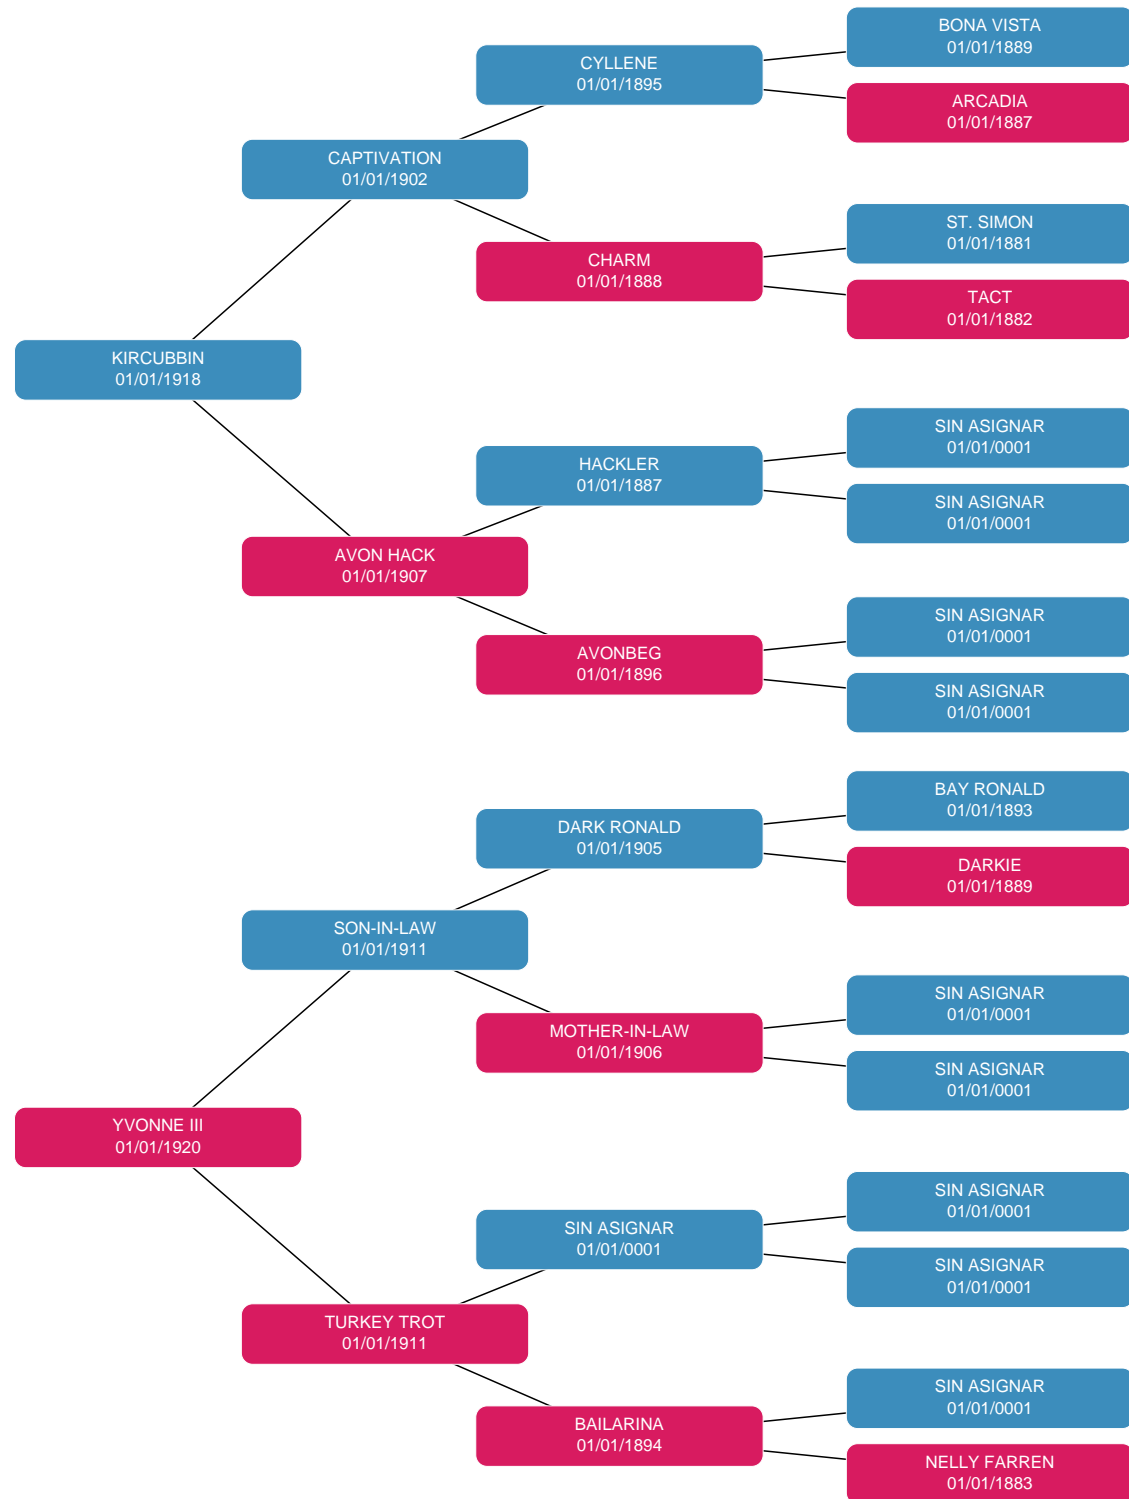 BONA VISTA
01/01/1889
CYLLENE
01/01/1895
ARCADIA
01/01/1887
CAPTIVATION
01/01/1902
ST. SIMON
01/01/1881
CHARM
01/01/1888
TACT
01/01/1882
KIRCUBBIN
01/01/1918
SIN ASIGNAR
01/01/0001
HACKLER
01/01/1887
SIN ASIGNAR
01/01/0001
AVON HACK
01/01/1907
SIN ASIGNAR
01/01/0001
AVONBEG
01/01/1896
SIN ASIGNAR
01/01/0001
BAY RONALD
01/01/1893
DARK RONALD
01/01/1905
DARKIE
01/01/1889
SON-IN-LAW
01/01/1911
SIN ASIGNAR
01/01/0001
MOTHER-IN-LAW
01/01/1906
SIN ASIGNAR
01/01/0001
YVONNE III
01/01/1920
SIN ASIGNAR
01/01/0001
SIN ASIGNAR
01/01/0001
SIN ASIGNAR
01/01/0001
TURKEY TROT
01/01/1911
SIN ASIGNAR
01/01/0001
BAILARINA
01/01/1894
NELLY FARREN
01/01/1883